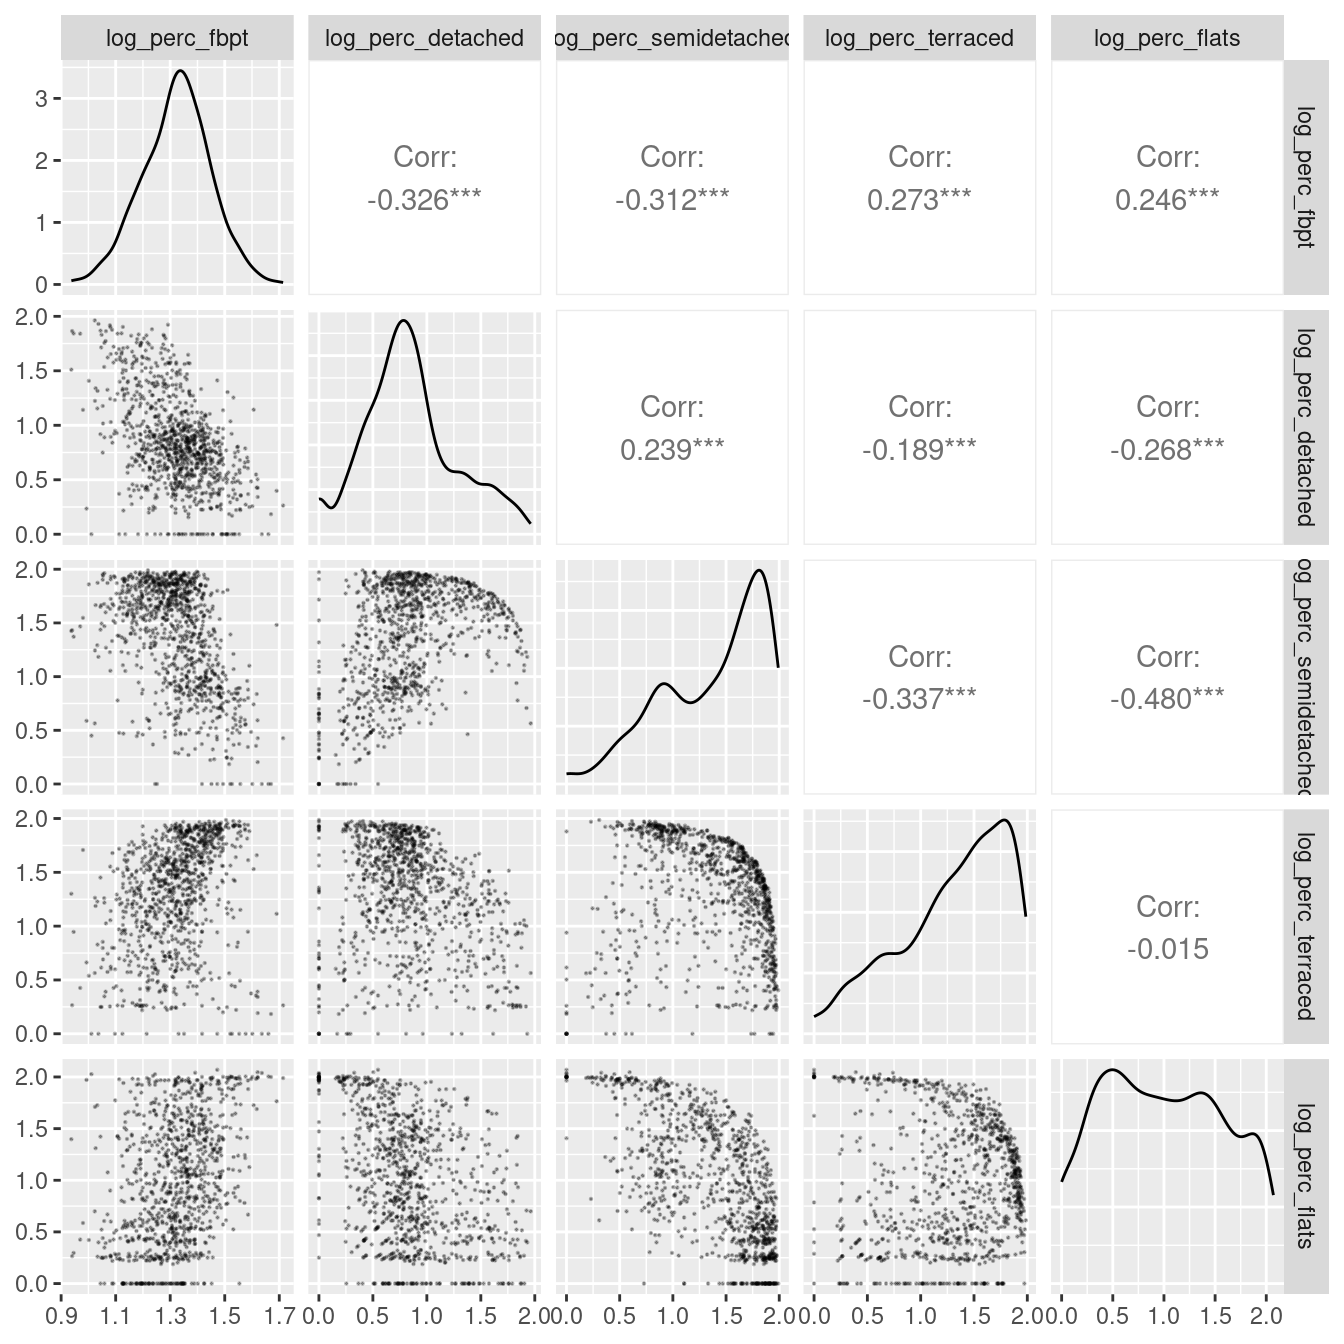 log_perc_fbpt log_perc_detached og_perc_semidetached log_perc_terraced log_perc_flats
3
2
1
0
Corr:
-0.326***
Corr:
-0.312***
Corr:
0.273***
Corr:
0.246***
log_perc_fbpt
2.0
1.5
1.0
0.5
0.0
Corr:
0.239***
Corr:
-0.189***
Corr:
-0.268***
log_perc_detached
2.0
1.5
1.0
0.5
0.0
Corr:
-0.337***
Corr:
-0.480***
og_perc_semidetached
2.0
1.5
1.0
0.5
0.0
Corr:
-0.015
log_perc_terraced
2.0
1.5
1.0
0.5
0.0
log_perc_flats
0.9 1.1 1.3 1.5 1.7 0.0 0.5 1.0 1.5 2.0 0.0 0.5 1.0 1.5 2.0 0.0 0.5 1.0 1.5 2.0 0.0 0.5 1.0 1.5 2.0